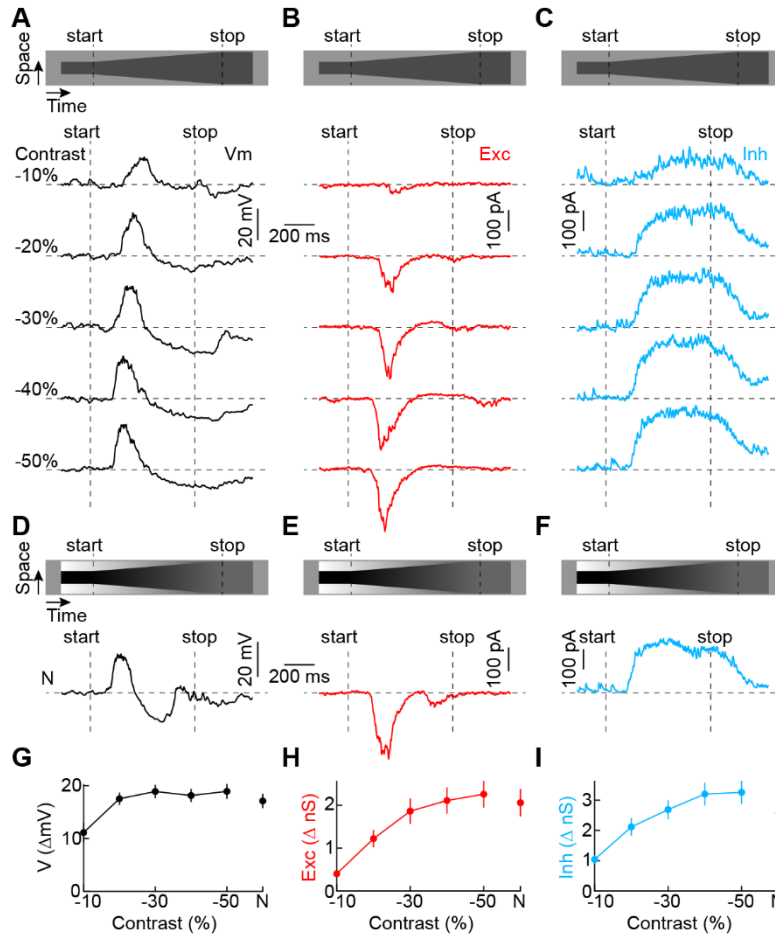 A
B
C
start stop
start stop
start stop
Space
Time
start stop
start stop
start stop
Contrast Vm
Exc
Inh
-10%
20 mV
200 ms
100 pA
100 pA
-20%
-30%
-40%
-50%
D
E
F
start stop
start stop
start stop
Space
Time
start stop
start stop
start stop
N
20 mV
200 ms
100 pA
100 pA
G
H
I
V (ΔmV)
20
10
0
-10 -30 -50 N
Contrast (%)
Exc (Δ nS)
2
1
0
-10 -30 -50 N
Contrast (%)
Inh (Δ nS)
3
2
1
0
-10 -30 -50
Contrast (%)